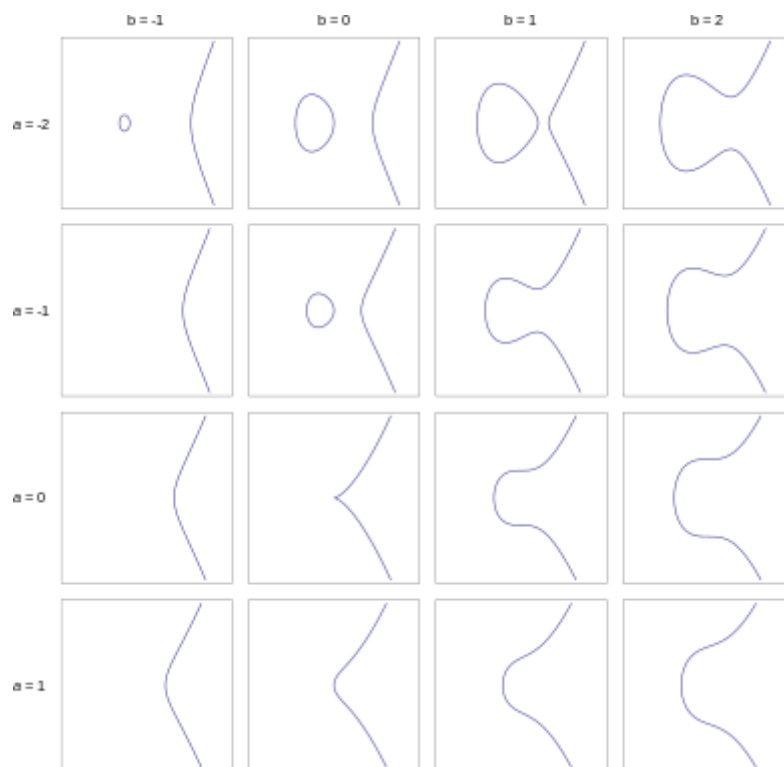 b = -1 b = 0 b = 1 b = 2
a = -2
a = -1
a = 0
a = 1